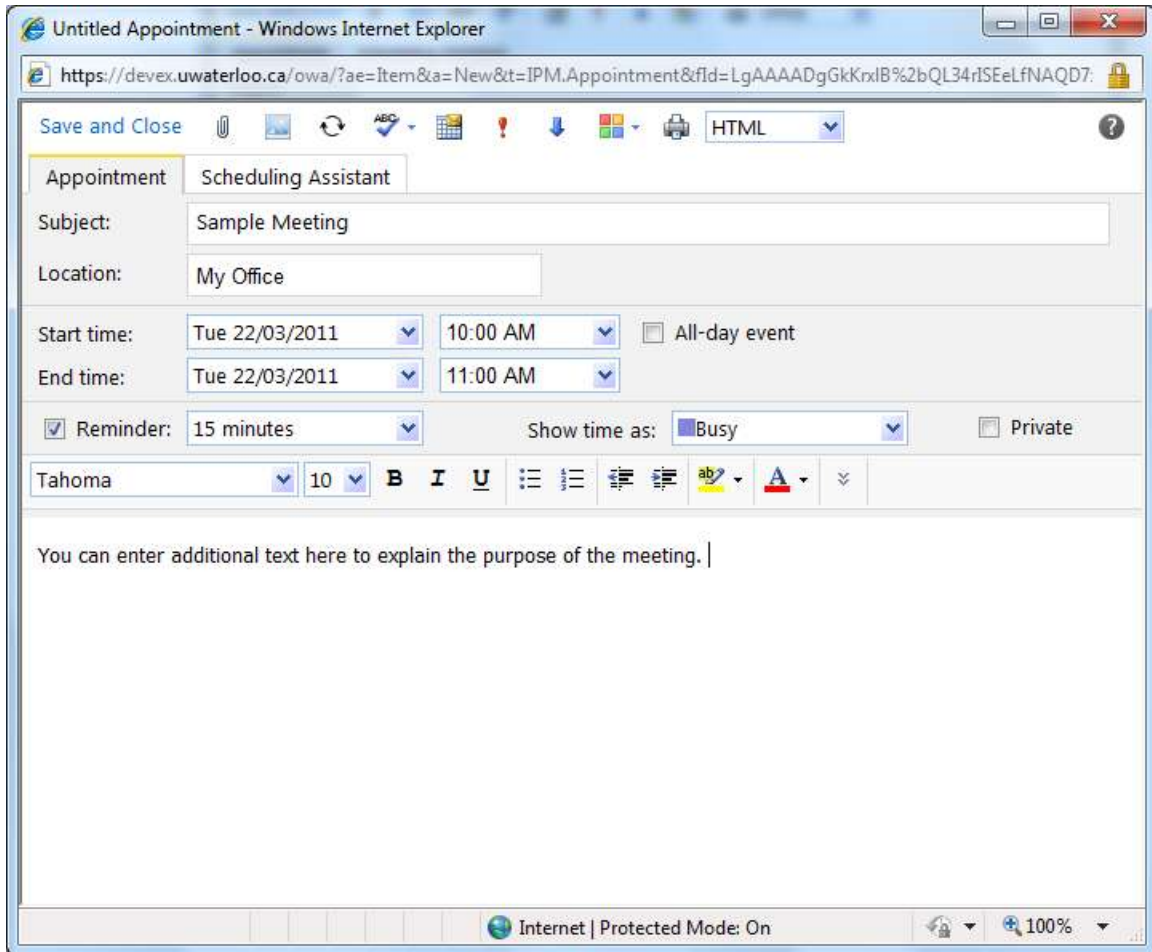 Untitled Appointment - Windows Internet Explorer
https://devex.uwaterloo.ca/owa/?ae=Item&a=New&t=IPM.Appointment&fId=LgAAAADgGkKrxlB%2bQL34rISEeLfNAQD7:
Save and Close ABC HTML ?
Appointment Scheduling Assistant
Subject: Sample Meeting
Location: My Office
Start time: Tue 22/03/2011 10:00 AM All-day event
End time: Tue 22/03/2011 11:00 AM
Reminder: 15 minutes Show time as: Busy Private
Tahoma 10 B I U ab A
You can enter additional text here to explain the purpose of the meeting.
Internet | Protected Mode: On 100%